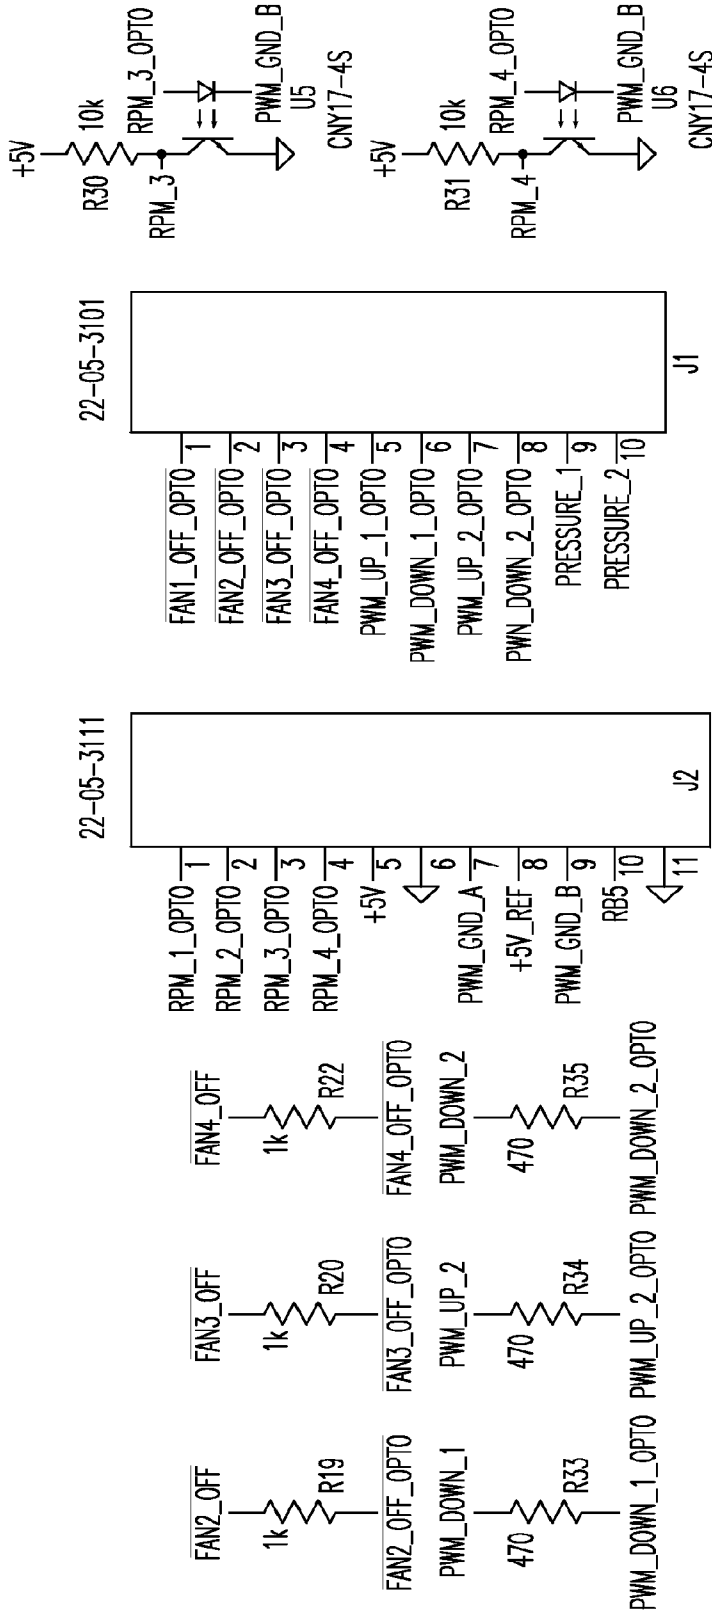 FAN2_OFF
1k
R19
FAN2_OFF_OPTO
PWM_DOWN_1
470
R33
PWM_DOWN_1_OPTO
FAN3_OFF
1k
R20
FAN3_OFF_OPTO
PWM_UP_2
470
R34
PWM_UP_2_OPTO
FAN4_OFF
1k
R22
FAN4_OFF_OPTO
PWM_DOWN_2
470
R35
PWM_DOWN_2_OPTO
22-05-3111
RPM_1_OPTO 1
RPM_2_OPTO 2
RPM_3_OPTO 3
RPM_4_OPTO 4
+5V 5
6
PWM_GND_A 7
+5V_REF 8
PWM_GND_B 9
RB5 10
11
J2
22-05-3101
FAN1_OFF_OPTO 1
FAN2_OFF_OPTO 2
FAN3_OFF_OPTO 3
FAN4_OFF_OPTO 4
PWM_UP_1_OPTO 5
PWM_DOWN_1_OPTO 6
PWM_UP_2_OPTO 7
PWN_DOWN_2_OPTO 8
PRESSURE_1 9
PRESSURE_2 10
J1
+5V
R30
10k
RPM_3
RPM_3_OPTO
PWM_GND_B
U5
CNY17-4S
+5V
R31
10k
RPM_4
RPM_4_OPTO
PWM_GND_B
U6
CNY17-4S